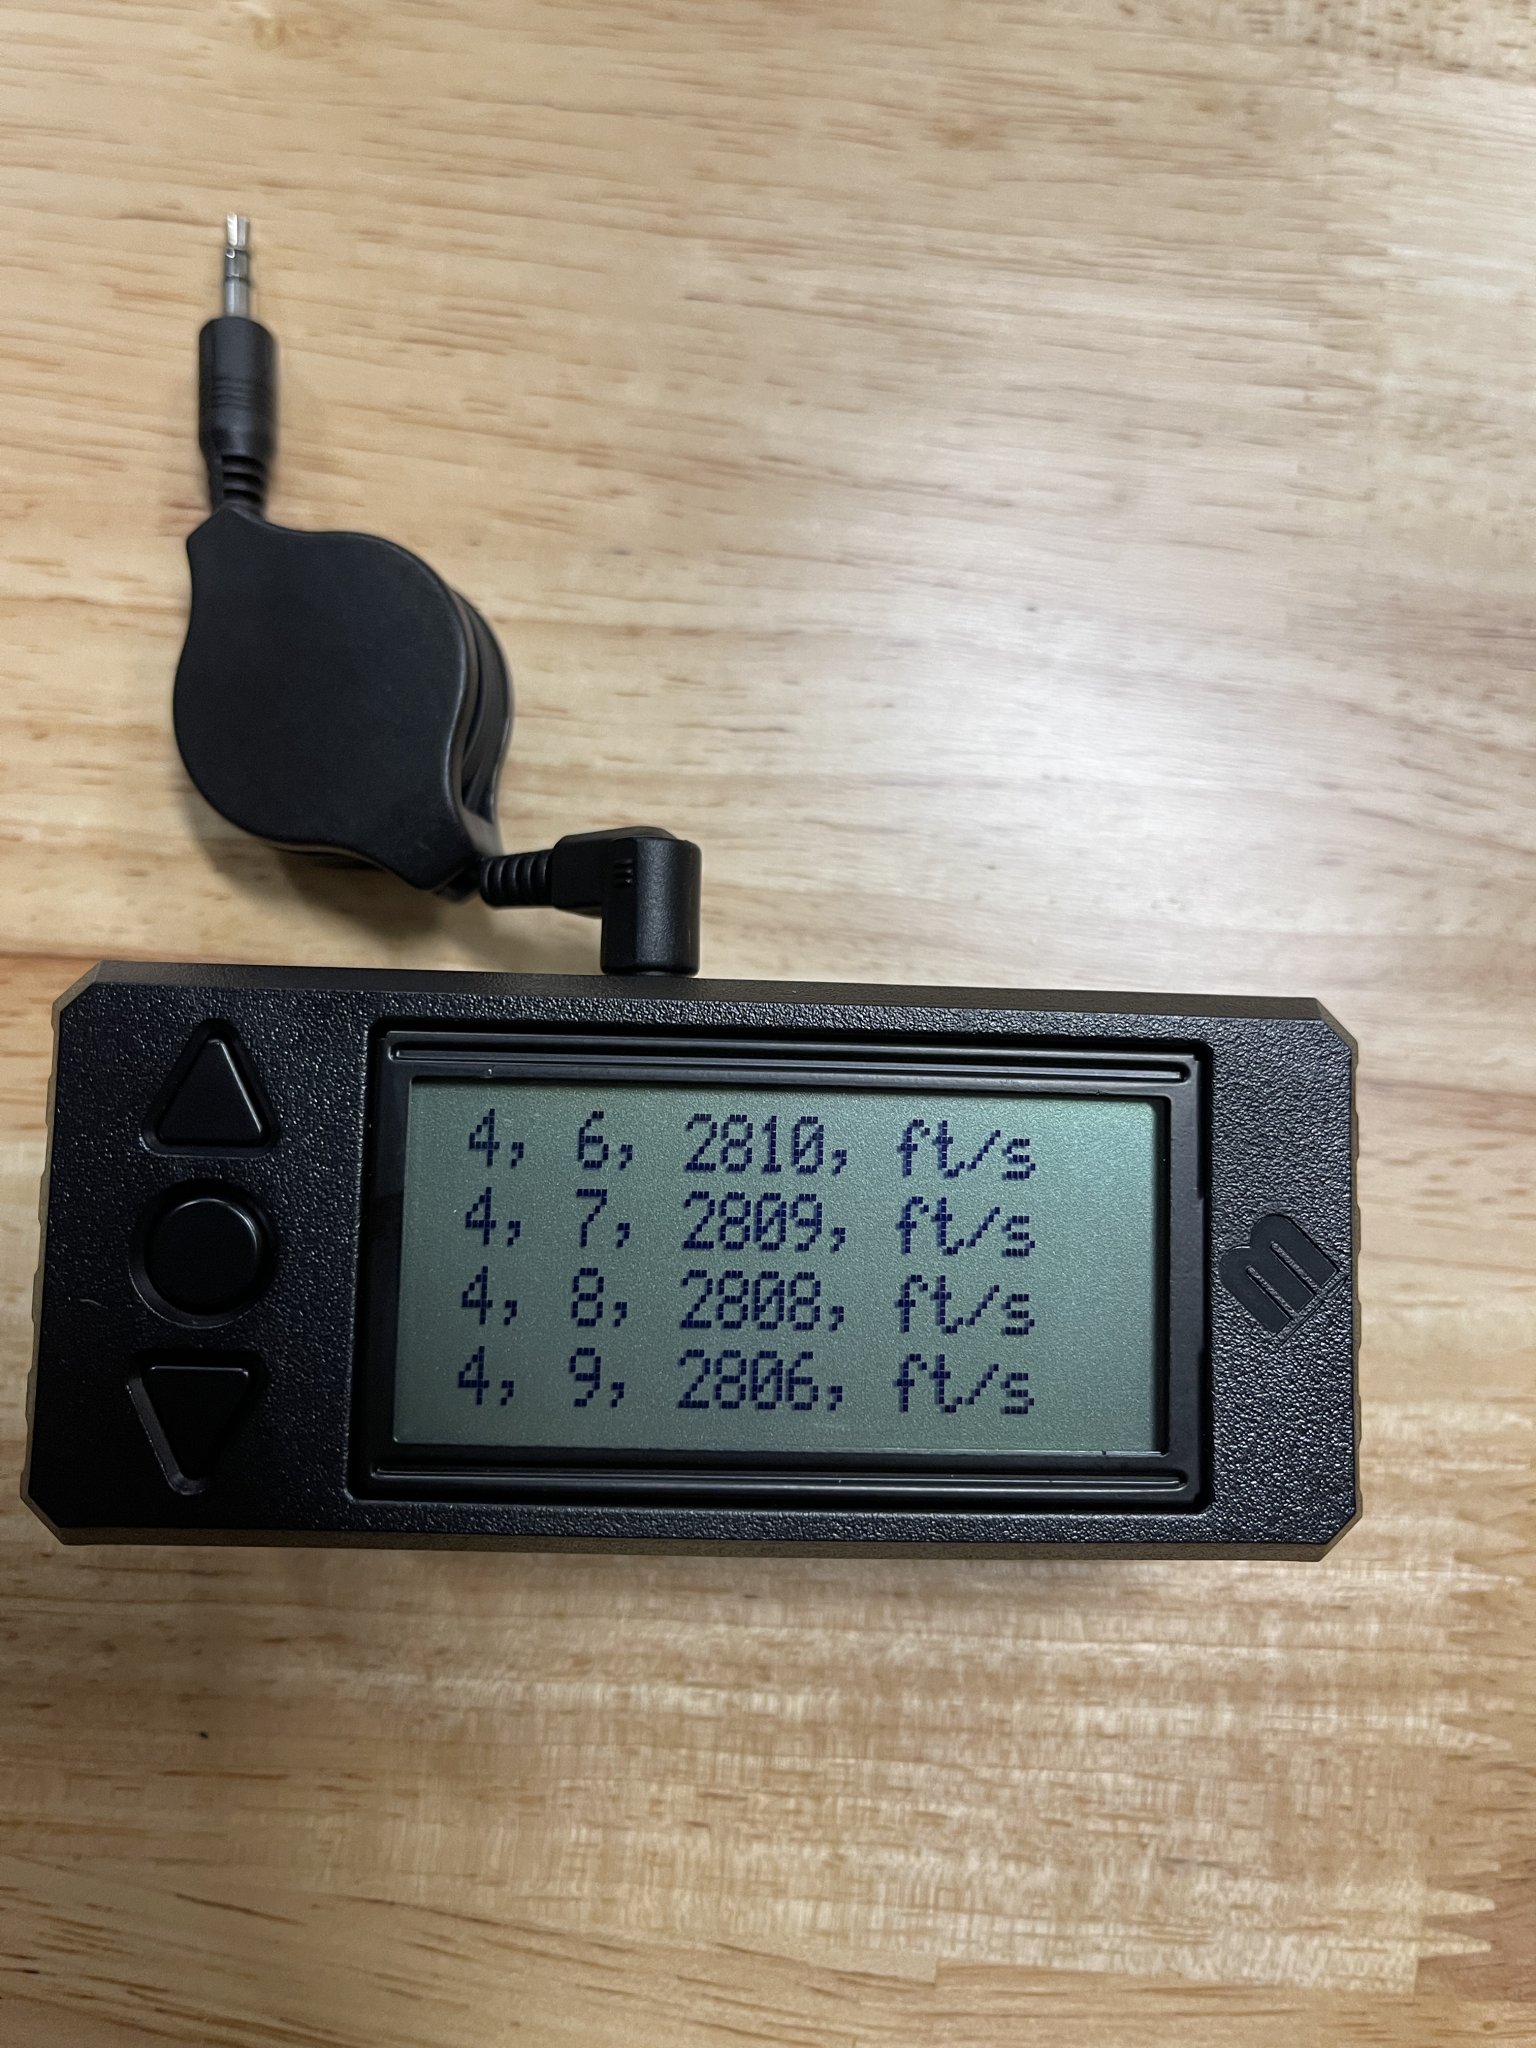 4, 6, 2810, ft/s
4, 7, 2809, ft/s
4, 8, 2808, ft/s
4, 9, 2806, ft/s